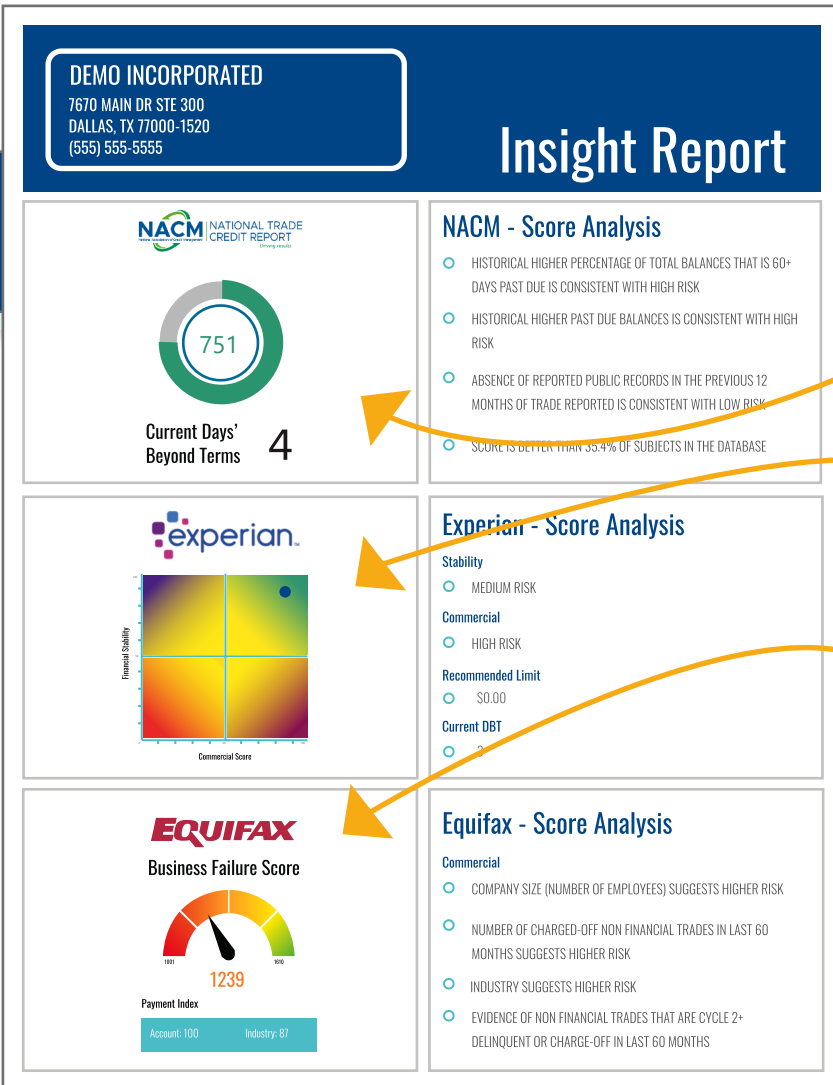 DEMO INCORPORATED
7670 MAIN DR STE 300
DALLAS, TX 77000-1520
(555) 555-5555
Insight Report
NACM
NATIONAL TRADE
CREDIT REPORT
Driving results
751
Current Days'
Beyond Terms
4
NACM - Score Analysis
HISTORICAL HIGHER PERCENTAGE OF TOTAL BALANCES THAT IS 60+
DAYS PAST DUE IS CONSISTENT WITH HIGH RISK
HISTORICAL HIGHER PAST DUE BALANCES IS CONSISTENT WITH HIGH
RISK
ABSENCE OF REPORTED PUBLIC RECORDS IN THE PREVIOUS 12
MONTHS OF TRADE REPORTED IS CONSISTENT WITH LOW RISK
SCORE IS BETTER THAN 35.4% OF SUBJECTS IN THE DATABASE
experian™
Financial Stability
Commercial Score
Experian - Score Analysis
Stability
MEDIUM RISK
Commercial
HIGH RISK
Recommended Limit
$0.00
Current DBT
EQUIFAX
Business Failure Score
1001
1610
1239
Payment Index
Account: 100
Industry: 87
Equifax - Score Analysis
Commercial
COMPANY SIZE (NUMBER OF EMPLOYEES) SUGGESTS HIGHER RISK
NUMBER OF CHARGED-OFF NON FINANCIAL TRADES IN LAST 60
MONTHS SUGGESTS HIGHER RISK
INDUSTRY SUGGESTS HIGHER RISK
EVIDENCE OF NON FINANCIAL TRADES THAT ARE CYCLE 2+
DELINQUENT OR CHARGE-OFF IN LAST 60 MONTHS